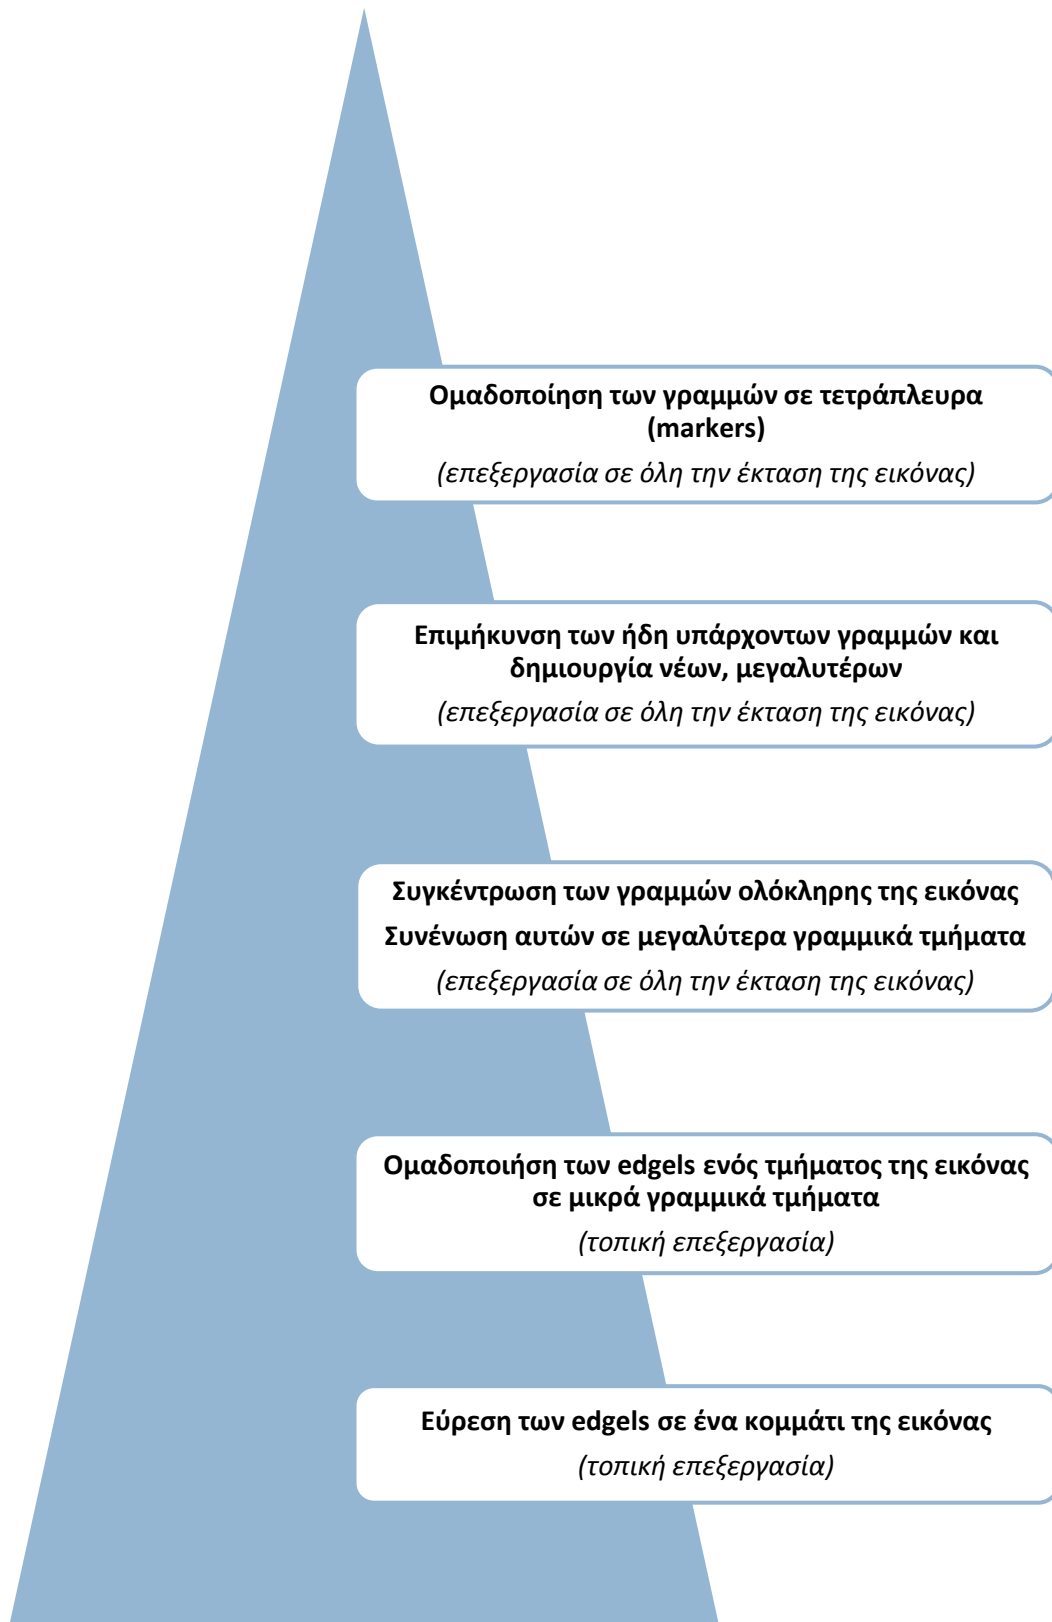 Ομαδοποίηση των γραμμών σε τετράπλευρα
(markers)
(επεξεργασία σε όλη την έκταση της εικόνας)
Επιμήκυνση των ήδη υπάρχοντων γραμμών και
δημιουργία νέων, μεγαλυτέρων
(επεξεργασία σε όλη την έκταση της εικόνας)
Συγκέντρωση των γραμμών ολόκληρης της εικόνας
Συνένωση αυτών σε μεγαλύτερα γραμμικά τμήματα
(επεξεργασία σε όλη την έκταση της εικόνας)
Ομαδοποιήση των edgels ενός τμήματος της εικόνας
σε μικρά γραμμικά τμήματα
(τοπική επεξεργασία)
Εύρεση των edgels σε ένα κομμάτι της εικόνας
(τοπική επεξεργασία)